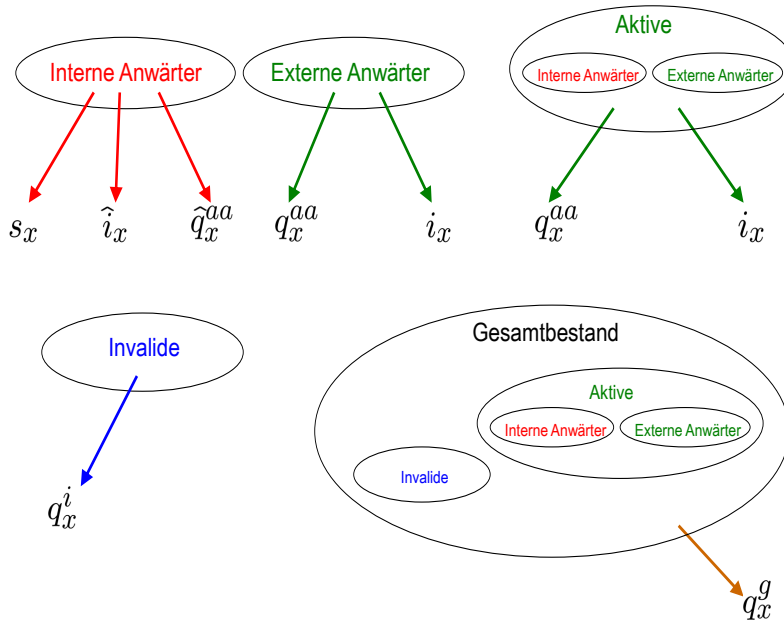 Aktive
Interne Anwärter Externe Anwärter Interne Anwärter Externe Anwärter
s_x î_x q̂_x^{aa} q_x^{aa} i_x q_x^{aa} i_x
Gesamtbestand
Invalide
Aktive
Interne Anwärter Externe Anwärter
Invalide
q_x^i
q_x^g